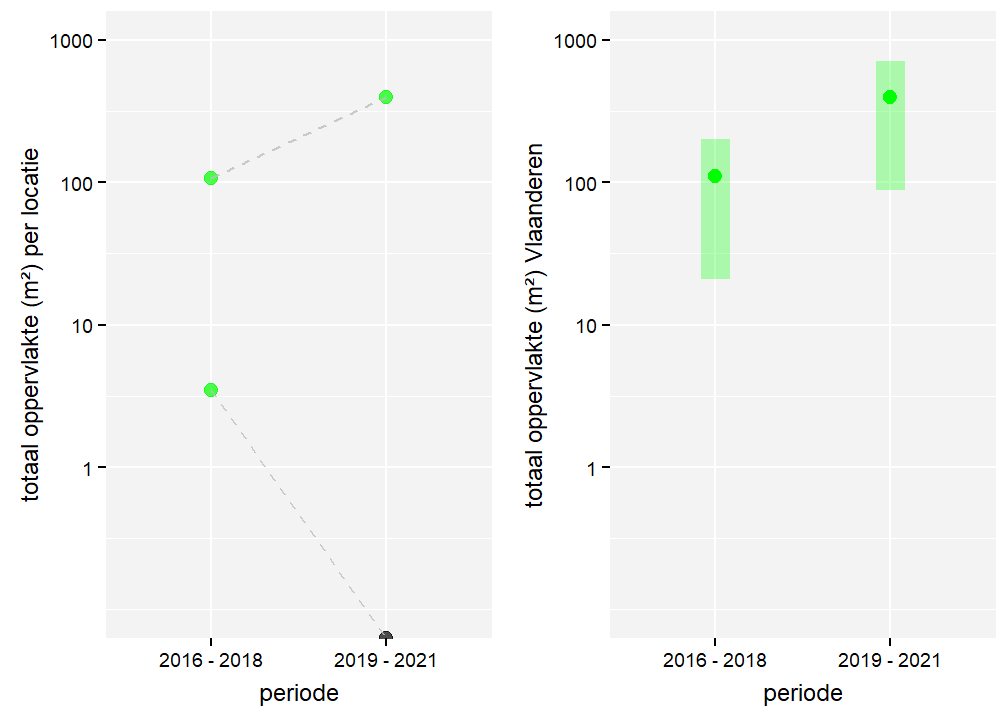 totaal oppervlakte (m²) per locatie
1000
100
10
1
2016 - 2018
2019 - 2021
periode
totaal oppervlakte (m²) Vlaanderen
1000
100
10
1
2016 - 2018
2019 - 2021
periode